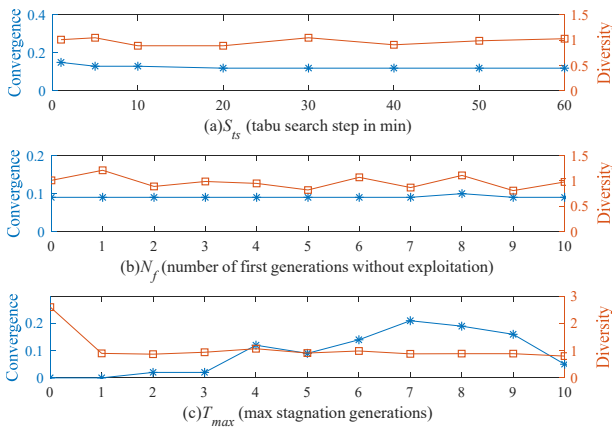 0.4
0.2
0
Convergence
1.5
1
0.5
0
Diversity
0 10 20 30 40 50 60
(a)S_ts (tabu search step in min)
0.2
0.1
0
Convergence
1.5
1
0.5
0
Diversity
0 1 2 3 4 5 6 7 8 9 10
(b)N_f (number of first generations without exploitation)
0.2
0.1
0
Convergence
3
2
1
0
Diversity
0 1 2 3 4 5 6 7 8 9 10
(c)T_max (max stagnation generations)